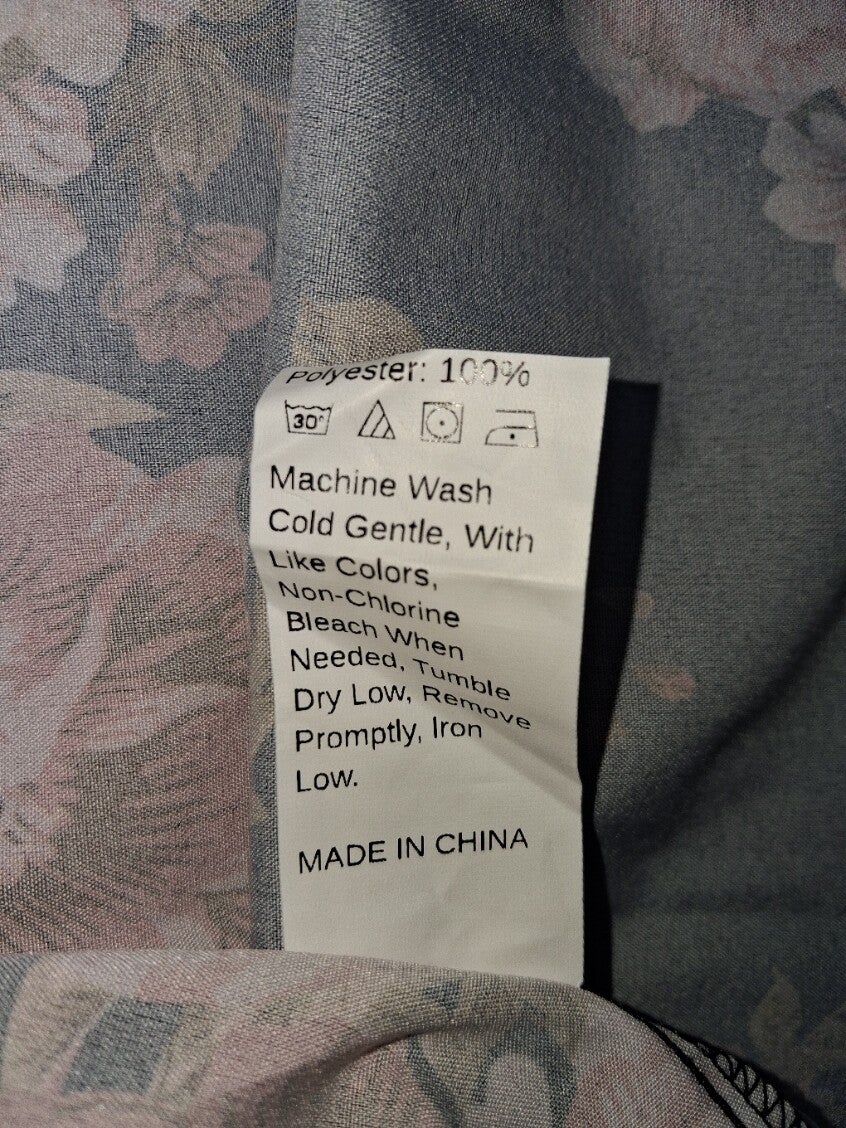 Polyester: 100%
30°
Machine Wash
Cold Gentle, With
Like Colors,
Non-Chlorine
Bleach When
Needed, Tumble
Dry Low, Remove
Promptly, Iron
Low.
MADE IN CHINA